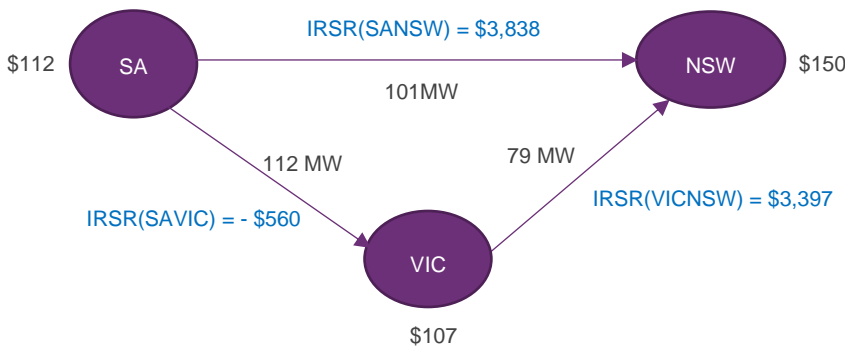 IRSR(SANSW) = $3,838
$112
SA
NSW
$150
101MW
112 MW
79 MW
IRSR(SAVIC) = - $560
IRSR(VICNSW) = $3,397
VIC
$107